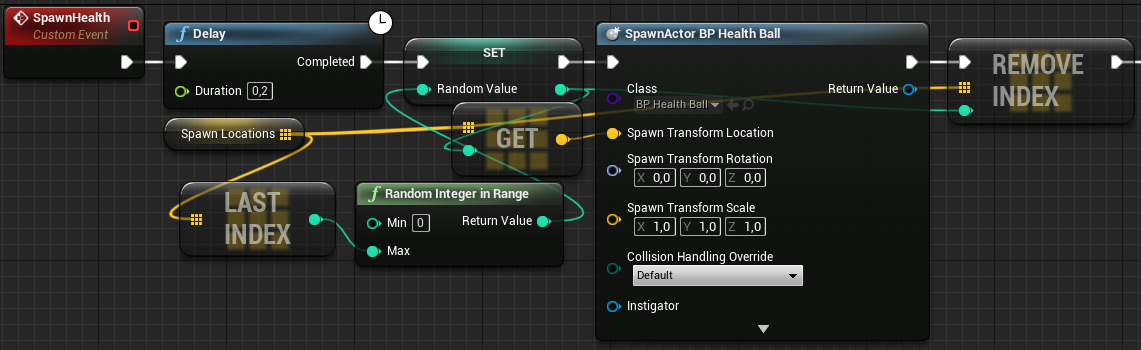 SpawnHealth
Custom Event
f Delay
Completed
Duration 0,2
SET
Random Value
SpawnActor BP Health Ball
Class
BP Health Ball
Return Value
Spawn Transform Location
Spawn Transform Rotation
X 0,0 Y 0,0 Z 0,0
Spawn Transform Scale
X 1,0 Y 1,0 Z 1,0
Collision Handling Override
Default
Instigator
REMOVE
INDEX
Spawn Locations
GET
LAST
INDEX
f Random Integer in Range
Min 0
Return Value
Max